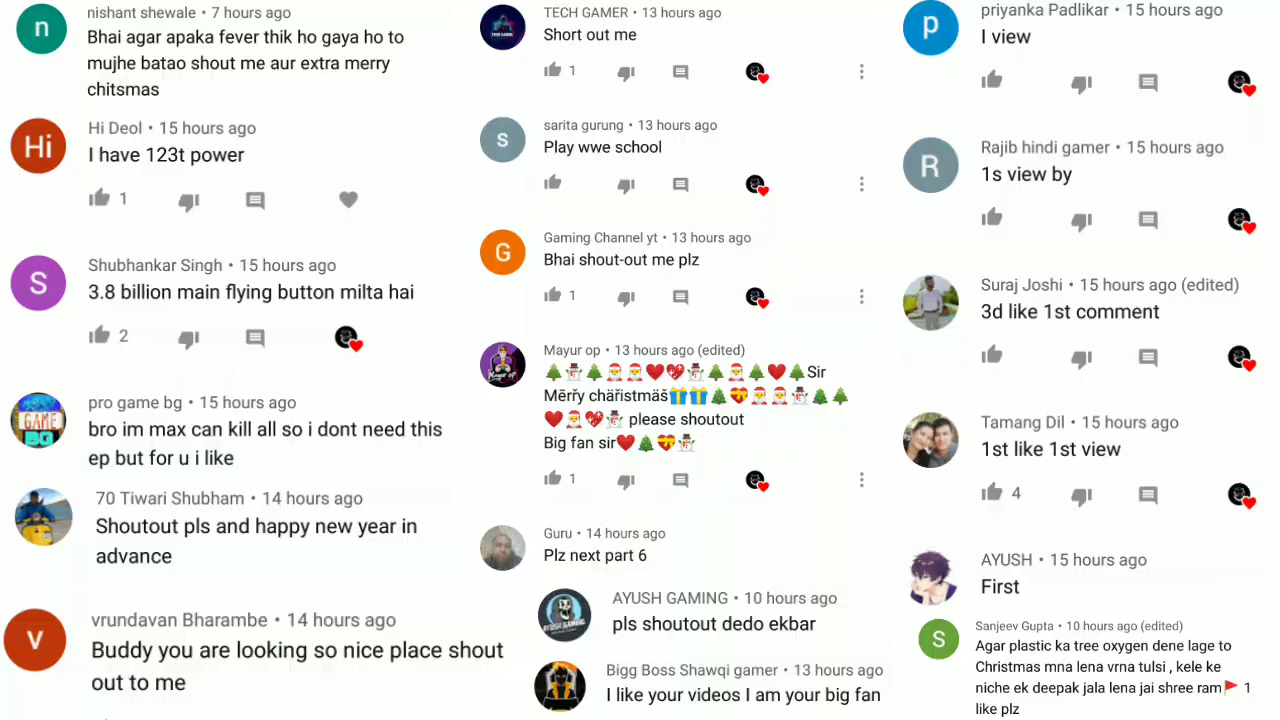 nishant shewale • 7 hours ago
Bhai agar apaka fever thik ho gaya ho to
mujhe batao shout me aur extra merry
chitsmas
Hi Deol • 15 hours ago
I have 123t power
1
Shubhankar Singh • 15 hours ago
3.8 billion main flying button milta hai
2
pro game bg • 15 hours ago
bro im max can kill all so i dont need this
ep but for u i like
70 Tiwari Shubham • 14 hours ago
Shoutout pls and happy new year in
advance
vrundavan Bharambe • 14 hours ago
Buddy you are looking so nice place shout
out to me
TECH GAMER • 13 hours ago
Short out me
1
sarita gurung • 13 hours ago
Play wwe school
Gaming Channel yt • 13 hours ago
Bhai shout-out me plz
1
Mayur op • 13 hours ago (edited)
🎄☃️🎄🎅🎅❤️💖☃️🎄🎅🎄❤️🎄Sir
Mērřy chäřistmäš🎁🎁🎄💝🎅🎅☃️🎄🎄
❤️🎅💖☃️ please shoutout
Big fan sir❤️🎄💝☃️
1
Guru • 14 hours ago
Plz next part 6
AYUSH GAMING • 10 hours ago
pls shoutout dedo ekbar
Bigg Boss Shawqi gamer • 13 hours ago
I like your videos I am your big fan
priyanka Padlikar • 15 hours ago
I view
Rajib hindi gamer • 15 hours ago
1s view by
Suraj Joshi • 15 hours ago (edited)
3d like 1st comment
Tamang Dil • 15 hours ago
1st like 1st view
4
AYUSH • 15 hours ago
First
Sanjeev Gupta • 10 hours ago (edited)
Agar plastic ka tree oxygen dene lage to
Christmas mna lena vrna tulsi , kele ke
niche ek deepak jala lena jai shree ram🚩 1
like plz
n
Hi
S
GAME
BG
V
S
G
Mayur op
AYUSH GAMING
p
R
S